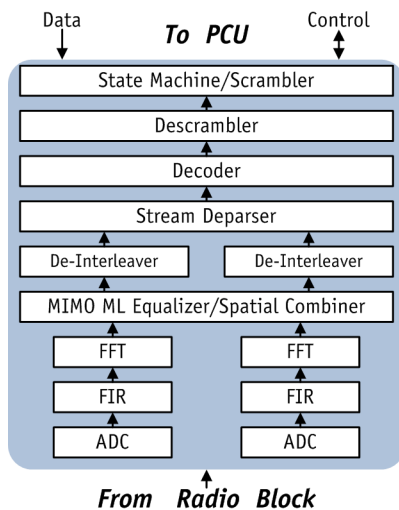 Data
To PCU
Control
State Machine/Scrambler
Descrambler
Decoder
Stream Deparser
De-Interleaver
De-Interleaver
MIMO ML Equalizer/Spatial Combiner
FFT
FFT
FIR
FIR
ADC
ADC
From Radio Block